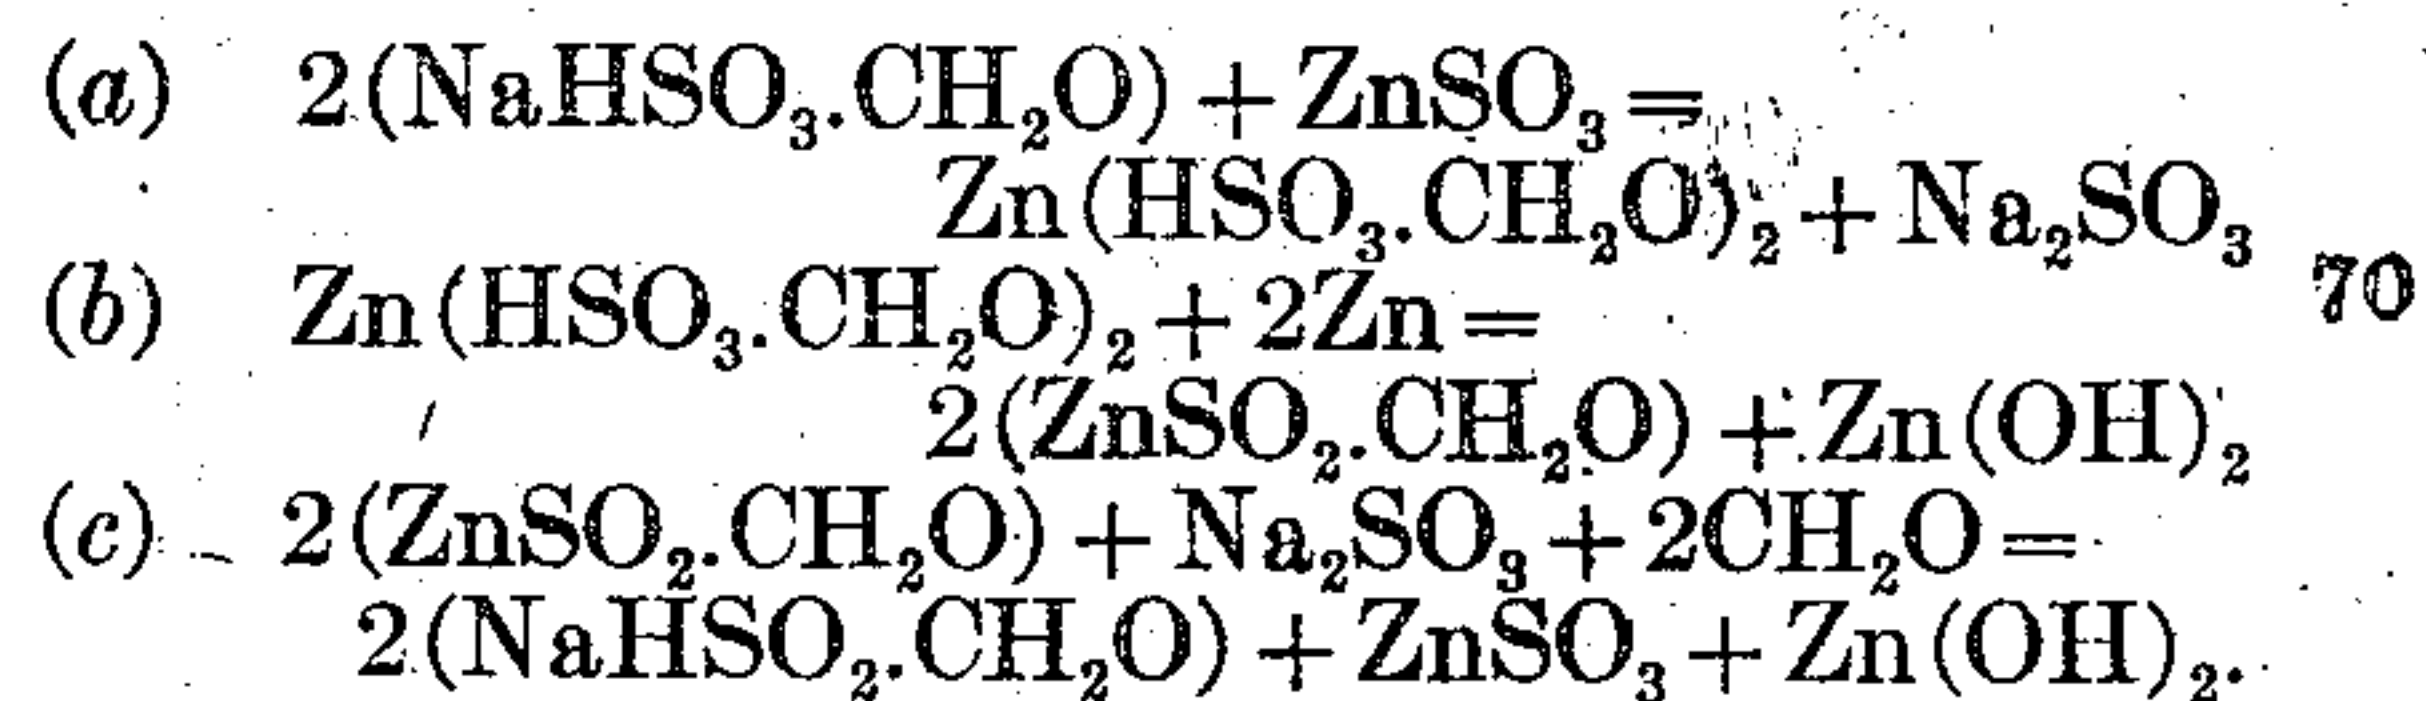 (a) 2(NaHSO₃.CH₂O) + ZnSO₃ =
Zn(HSO₃.CH₂O)₂ + Na₂SO₃
(b) Zn(HSO₃.CH₂O)₂ + 2Zn = 70
2(ZnSO₂.CH₂O) + Zn(OH)₂
(c) 2(ZnSO₂.CH₂O) + Na₂SO₃ + 2CH₂O =
2(NaHSO₂.CH₂O) + ZnSO₃ + Zn(OH)₂.